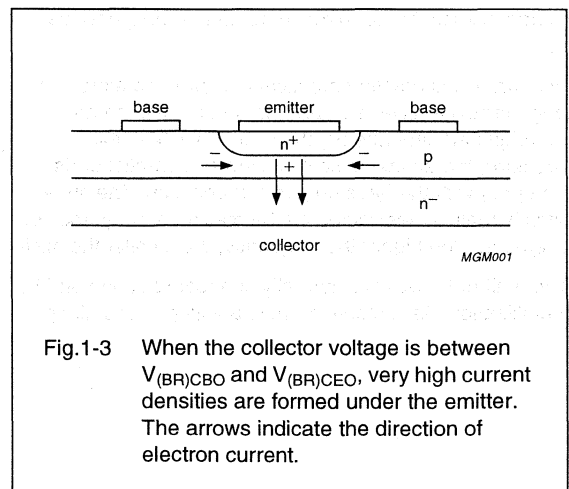 base emitter base
n+
− + − p
n−
collector
MGM001
Fig.1-3 When the collector voltage is between
V(BR)CBO and V(BR)CEO, very high current
densities are formed under the emitter.
The arrows indicate the direction of
electron current.